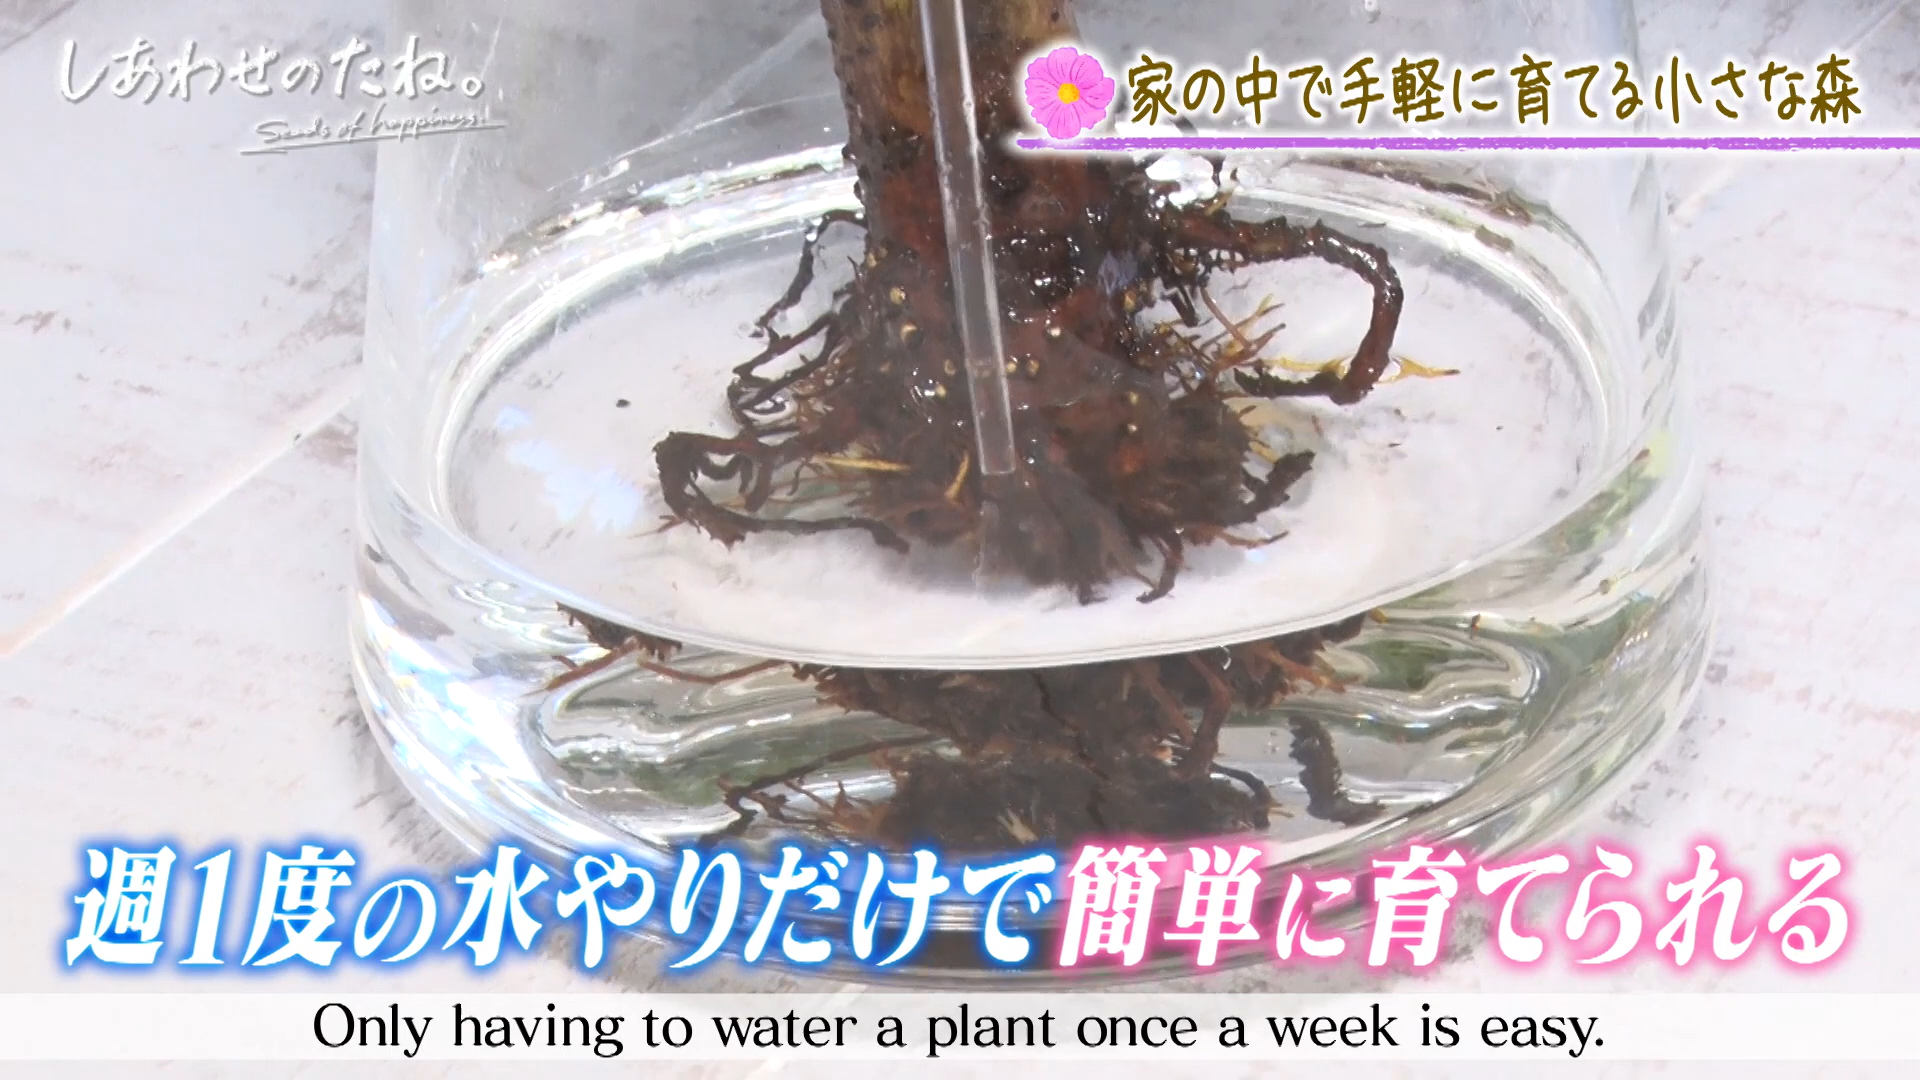 しあわせのたね。
Seeds of happiness!
家の中で手軽に育てる小さな森
週1度の水やりだけで簡単に育てられる
Only having to water a plant once a week is easy.